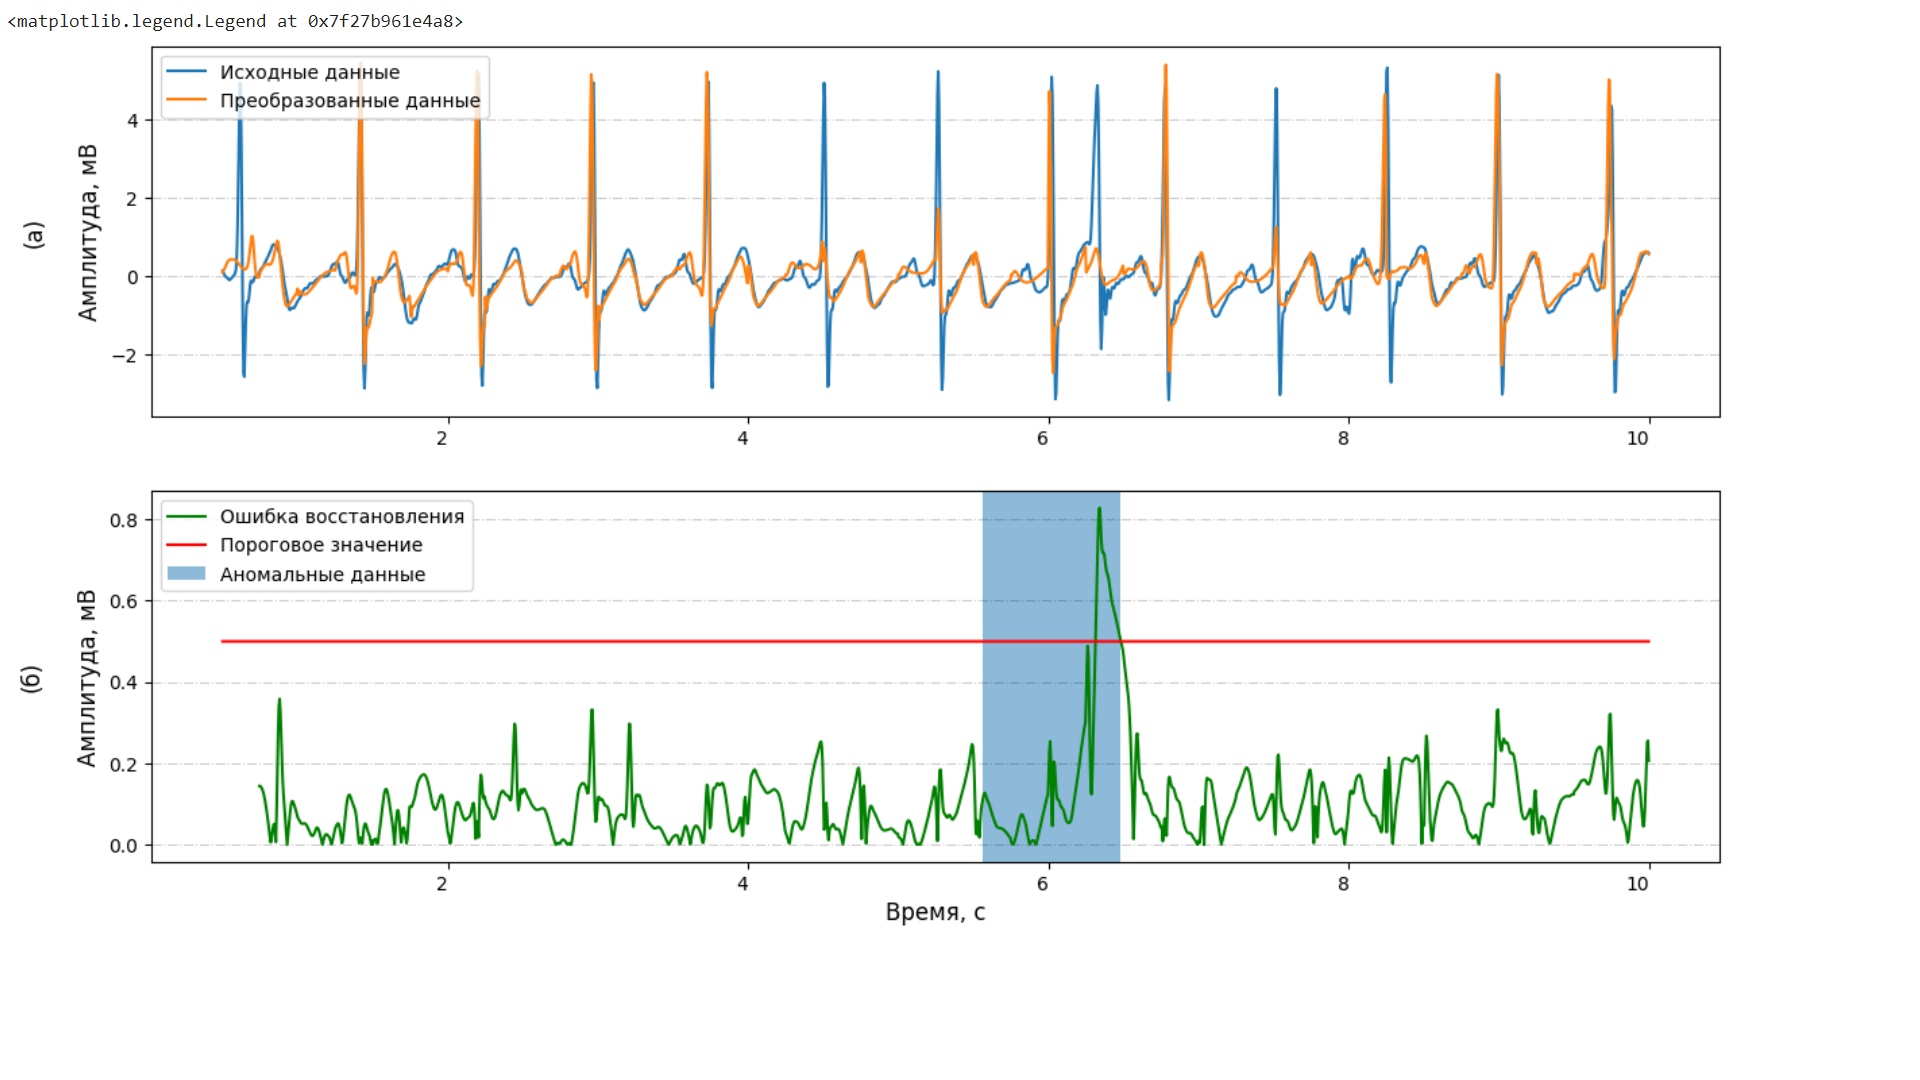 <matplotlib.legend.Legend at 0x7f27b961e4a8>
Исходные данные
Преобразованные данные
(а)
Амплитуда, мВ
4
2
0
−2
2
4
6
8
10
Ошибка восстановления
Пороговое значение
Аномальные данные
(б)
Амплитуда, мВ
0.8
0.6
0.4
0.2
0.0
2
4
6
8
10
Время, с